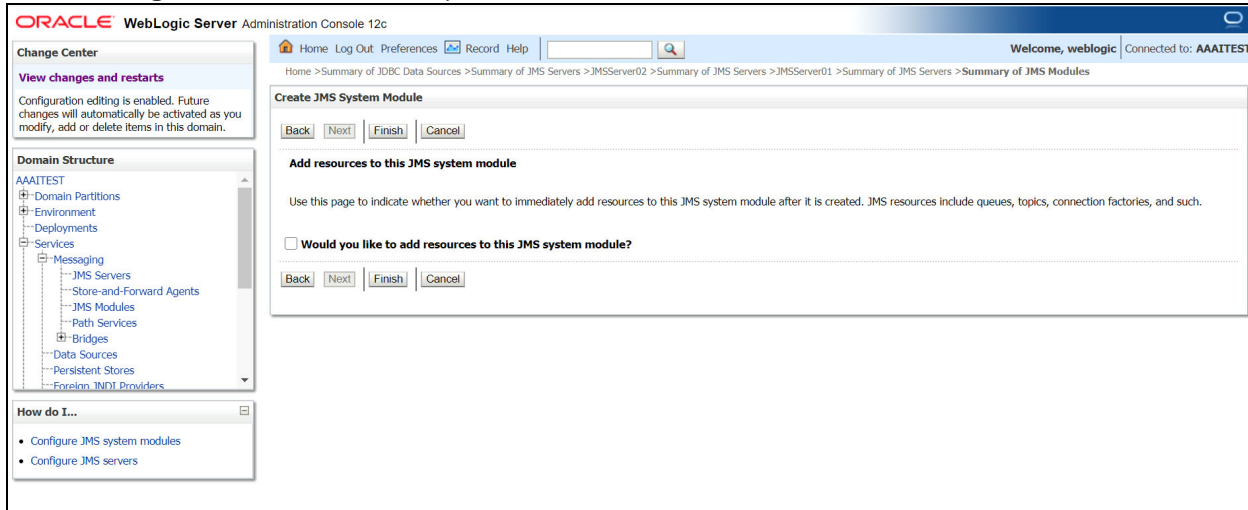 ORACLE WebLogic Server Administration Console 12c
Change Center
View changes and restarts
Configuration editing is enabled. Future
changes will automatically be activated as you
modify, add or delete items in this domain.
Domain Structure
AAAITEST
Domain Partitions
Environment
Deployments
Services
Messaging
JMS Servers
Store-and-Forward Agents
JMS Modules
Path Services
Bridges
Data Sources
Persistent Stores
Foreign JNDI Providers
How do I...
Configure JMS system modules
Configure JMS servers
Home Log Out Preferences Record Help
Welcome, weblogic Connected to: AAAITEST
Home >Summary of JDBC Data Sources >Summary of JMS Servers >JMSServer02 >Summary of JMS Servers >JMSServer01 >Summary of JMS Servers >Summary of JMS Modules
Create JMS System Module
Back Next Finish Cancel
Add resources to this JMS system module
Use this page to indicate whether you want to immediately add resources to this JMS system module after it is created. JMS resources include queues, topics, connection factories, and such.
Would you like to add resources to this JMS system module?
Back Next Finish Cancel